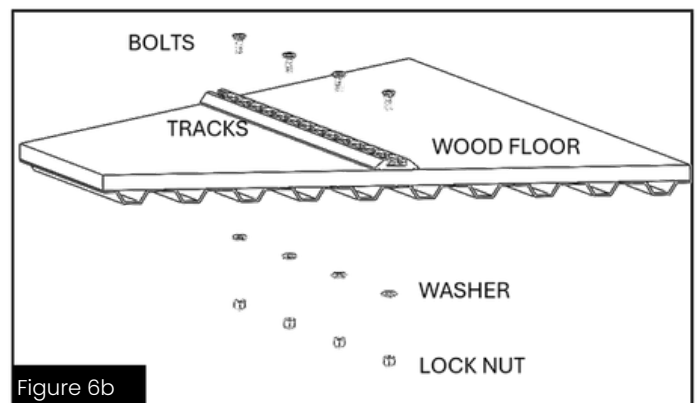 BOLTS
TRACKS
WOOD FLOOR
WASHER
LOCK NUT
Figure 6b